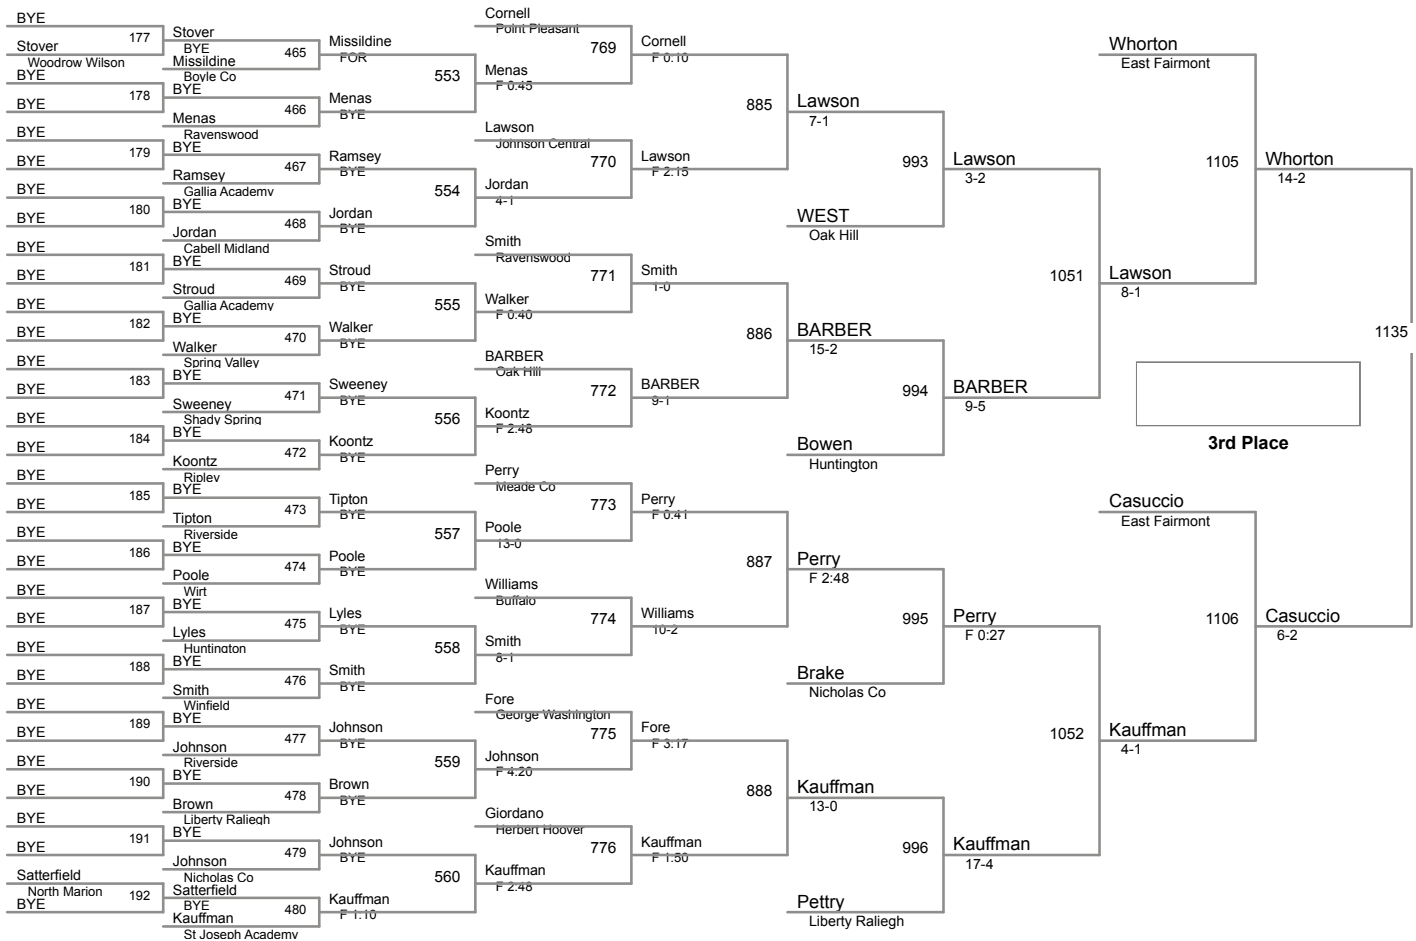 BYE
177
Stover
Woodrow Wilson
BYE
178
BYE
BYE
179
BYE
BYE
180
BYE
BYE
181
BYE
BYE
182
BYE
BYE
183
BYE
BYE
184
BYE
BYE
185
BYE
BYE
186
BYE
BYE
187
BYE
BYE
188
BYE
BYE
189
BYE
BYE
190
BYE
BYE
191
BYE
Satterfield
North Marion
192
BYE
Stover
BYE
465
Missildine
Boyle Co
BYE
466
Menas
Ravenswood
BYE
467
Ramsey
Gallia Academy
BYE
468
Jordan
Cabell Midland
BYE
469
Stroud
Gallia Academy
BYE
470
Walker
Spring Valley
BYE
471
Sweeney
Shady Spring
BYE
472
Koontz
Ripley
BYE
473
Tipton
Riverside
BYE
474
Poole
Wirt
BYE
475
Lyles
Huntington
BYE
476
Smith
Winfield
BYE
477
Johnson
Riverside
BYE
478
Brown
Liberty Raliegh
BYE
479
Johnson
Nicholas Co
Satterfield
BYE
480
Kauffman
St Joseph Academy
Missildine
FOR
553
Menas
BYE
Ramsey
BYE
554
Jordan
BYE
Stroud
BYE
555
Walker
BYE
Sweeney
BYE
556
Koontz
BYE
Tipton
BYE
557
Poole
BYE
Lyles
BYE
558
Smith
BYE
Johnson
BYE
559
Brown
BYE
Johnson
BYE
560
Kauffman
F 1:10
Cornell
Point Pleasant
769
Menas
F 0:45
Lawson
Johnson Central
770
Jordan
4-1
Smith
Ravenswood
771
Walker
F 0:40
BARBER
Oak Hill
772
Koontz
F 2:48
Perry
Meade Co
773
Poole
13-0
Williams
Buffalo
774
Smith
8-1
Fore
George Washington
775
Johnson
F 4:20
Giordano
Herbert Hoover
776
Kauffman
F 2:48
Cornell
F 0:10
885
Lawson
F 2:15
Smith
1-0
886
BARBER
9-1
Perry
F 0:41
887
Williams
10-2
Fore
F 3:17
888
Kauffman
F 1:50
Lawson
7-1
993
WEST
Oak Hill
BARBER
15-2
994
Bowen
Huntington
Perry
F 2:48
995
Brake
Nicholas Co
Kauffman
13-0
996
Pettry
Liberty Raliegh
Lawson
3-2
1051
BARBER
9-5
Perry
F 0:27
1052
Kauffman
17-4
Whorton
East Fairmont
1105
Lawson
8-1
Casuccio
East Fairmont
1106
Kauffman
4-1
Whorton
14-2
1135
Casuccio
6-2
3rd Place